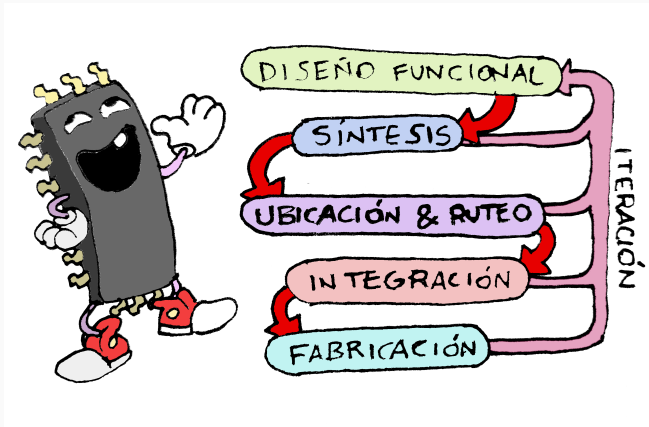 DISEÑO FUNCIONAL
SÍNTESIS
UBICACIÓN & RUTEO
INTEGRACIÓN
FABRICACIÓN
ITERACIÓN